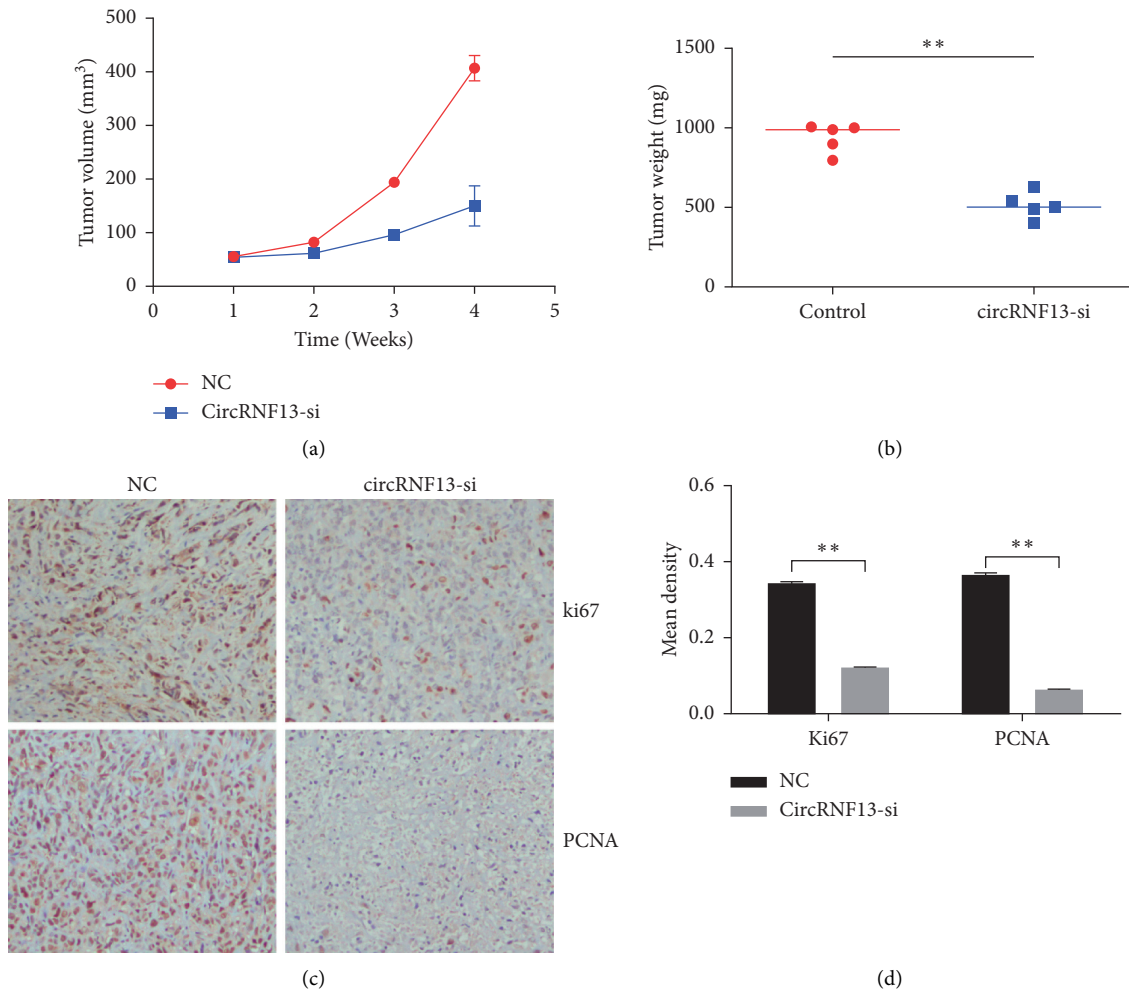 500
400
300
200
100
0
Tumor volume (mm³)
0 1 2 3 4 5
Time (Weeks)
NC
CircRNF13-si
(a)
1500
1000
500
0
Tumor weight (mg)
**
Control circRNF13-si
(b)
NC circRNF13-si
ki67
PCNA
(c)
0.6
0.4
0.2
0.0
Mean density
** **
Ki67 PCNA
NC
CircRNF13-si
(d)